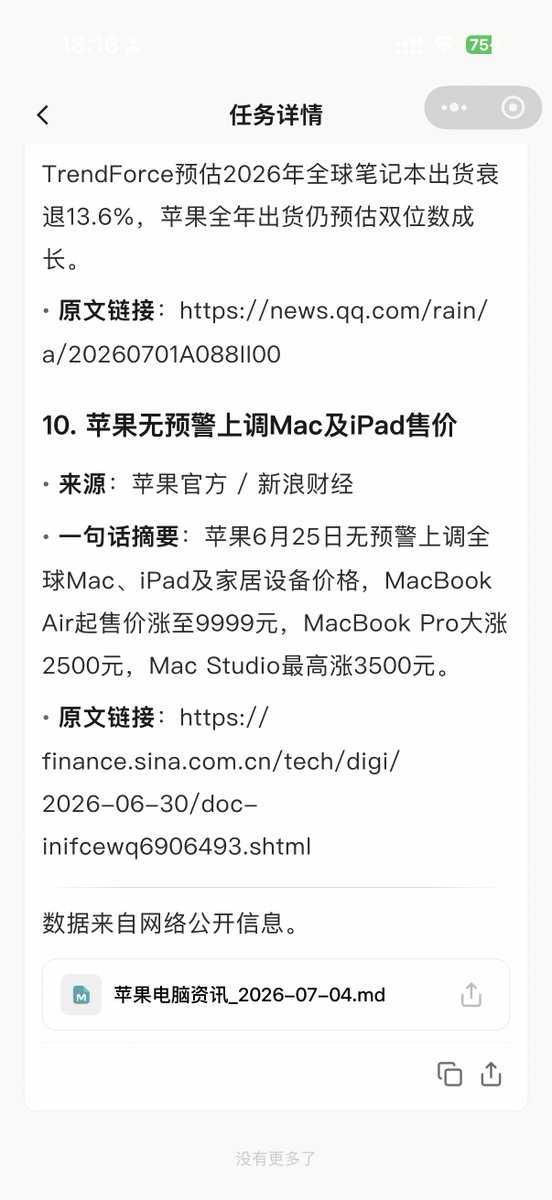 18:16
75
任务详情
TrendForce预估2026年全球笔记本出货衰
退13.6%，苹果全年出货仍预估双位数成
长。
• 原文链接：https://news.qq.com/rain/
a/20260701A088II00
10. 苹果无预警上调Mac及iPad售价
• 来源：苹果官方 / 新浪财经
• 一句话摘要：苹果6月25日无预警上调全
球Mac、iPad及家居设备价格，MacBook
Air起售价涨至9999元，MacBook Pro大涨
2500元，Mac Studio最高涨3500元。
• 原文链接：https://
finance.sina.com.cn/tech/digi/
2026-06-30/doc-
inifcewq6906493.shtml
数据来自网络公开信息。
M
苹果电脑资讯_2026-07-04.md
没有更多了